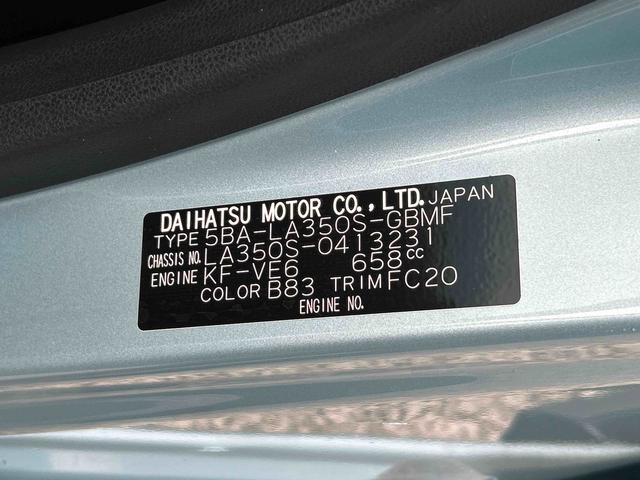 DAIHATSU MOTOR CO.,LTD.JAPAN
TYPE 5BA-LA350S-GBMF
CHASSIS NO. LA350S-0413231
ENGINE KF-VE6 658cc
COLOR B83 TRIM FC20
ENGINE NO.